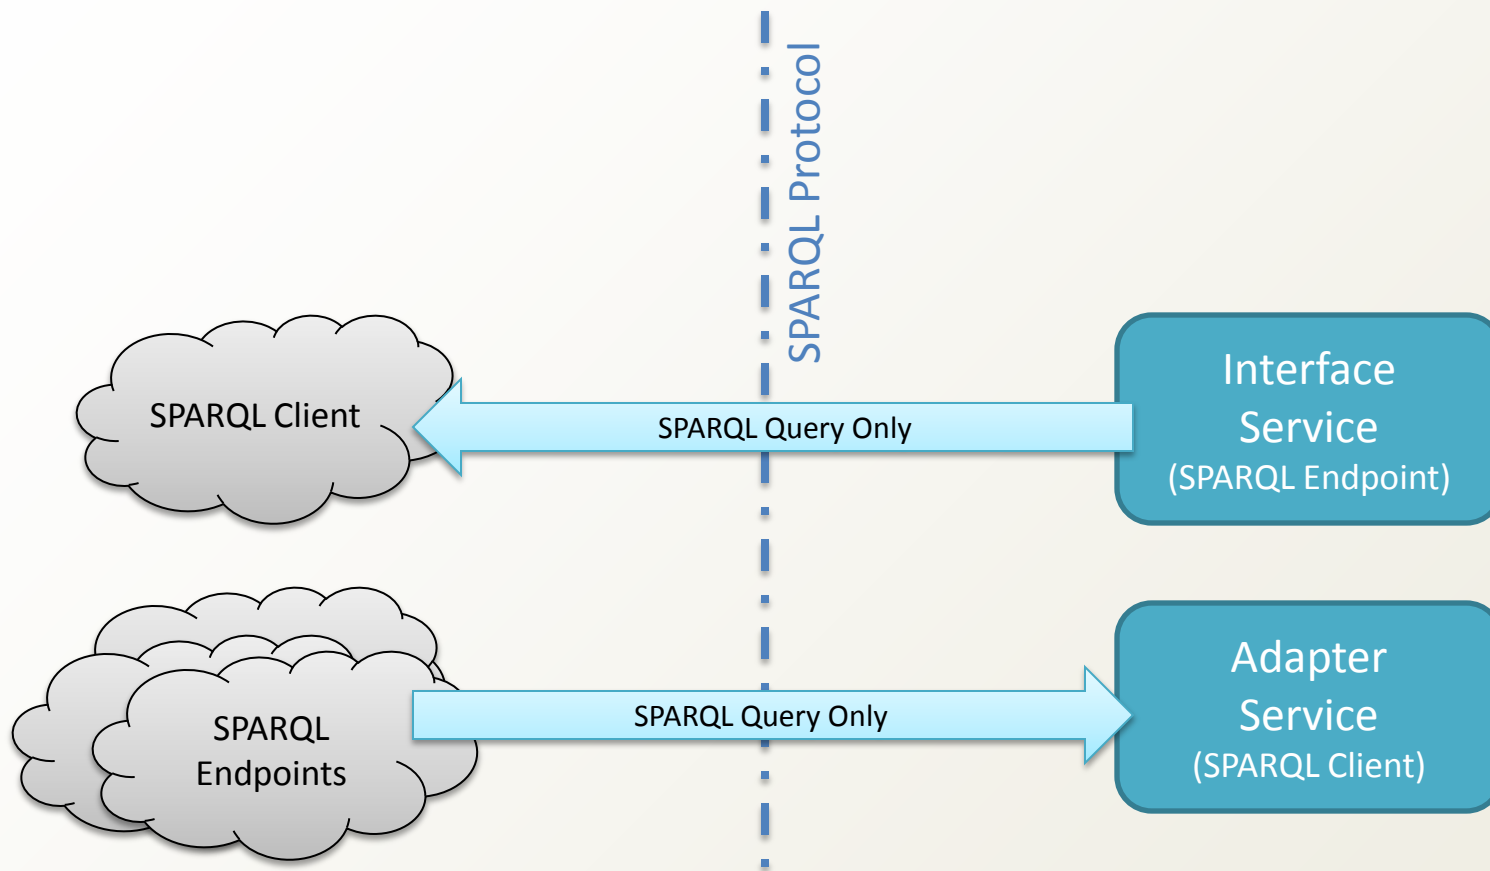 SPARQL Protocol
SPARQL Client
SPARQL Query Only
Interface
Service
(SPARQL Endpoint)
SPARQL
Endpoints
SPARQL Query Only
Adapter
Service
(SPARQL Client)